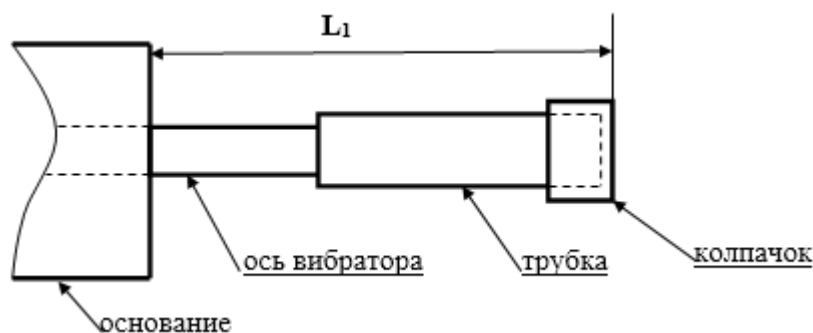 L₁
ось вибратора
трубка
колпачок
основание